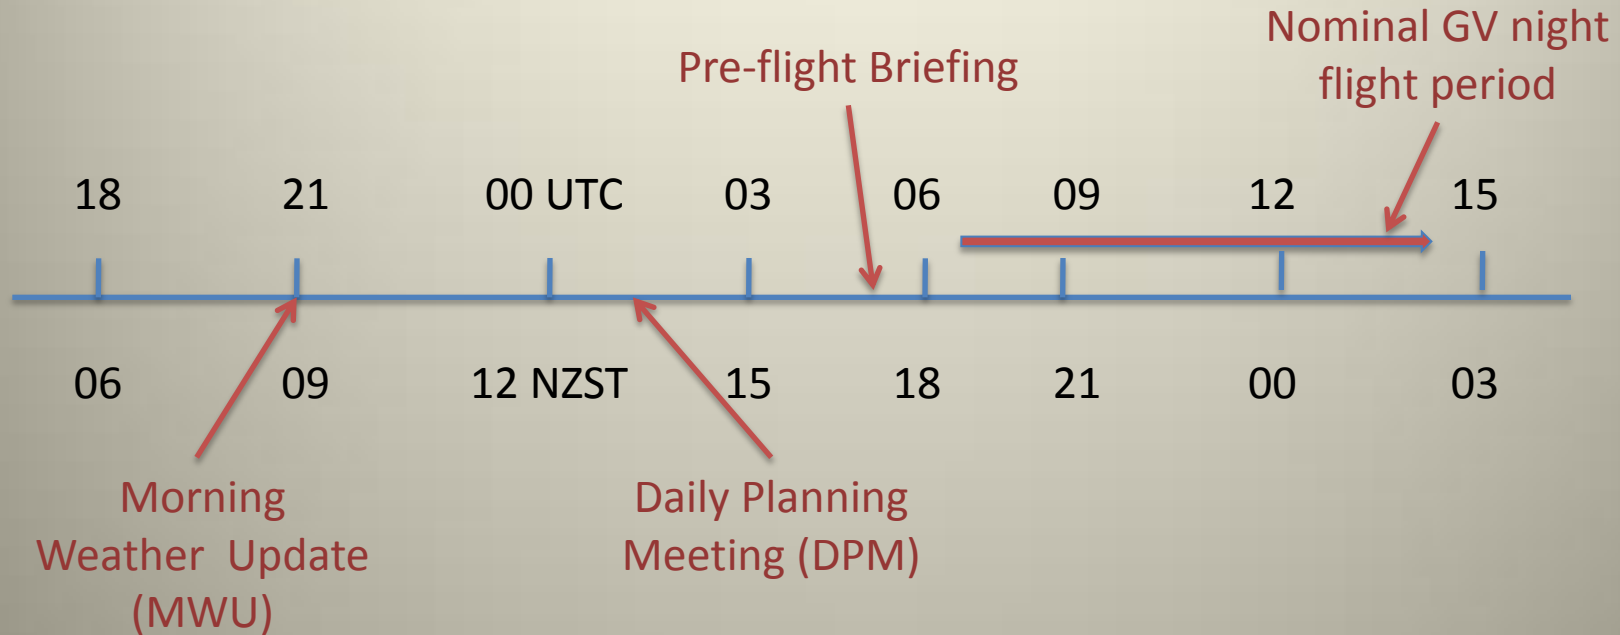 Nominal GV night
flight period
Pre-flight Briefing
18 21 00 UTC 03 06 09 12 15
06 09 12 NZST 15 18 21 00 03
Morning
Weather Update
(MWU)
Daily Planning
Meeting (DPM)